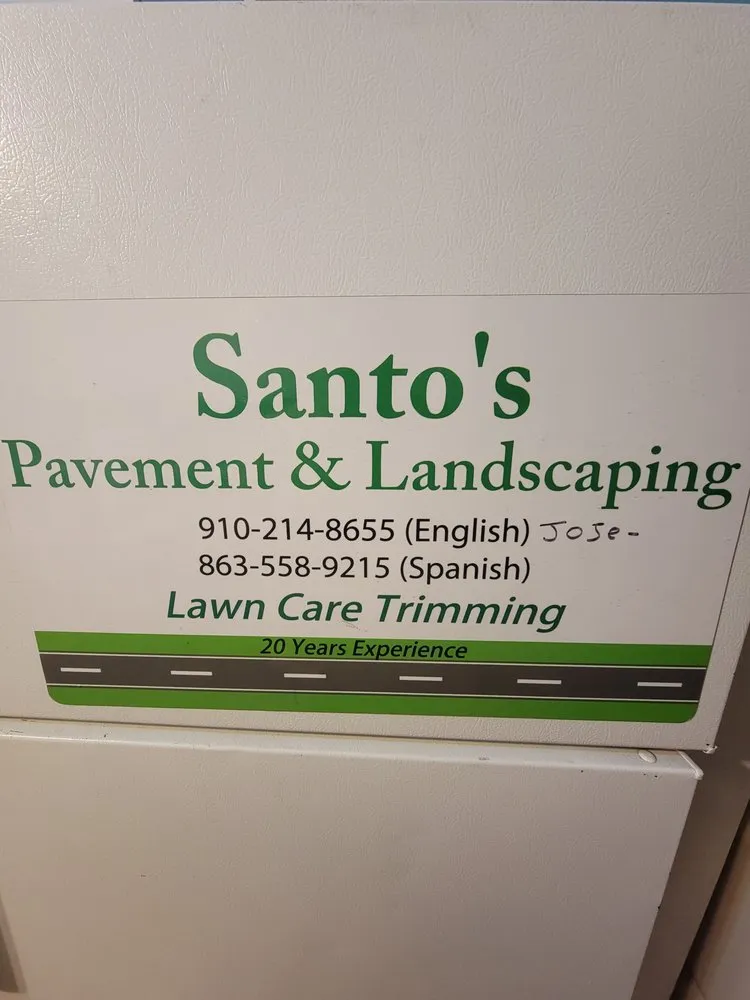 Santo's
Pavement & Landscaping
910-214-8655 (English) Jose-
863-558-9215 (Spanish)
Lawn Care Trimming
20 Years Experience